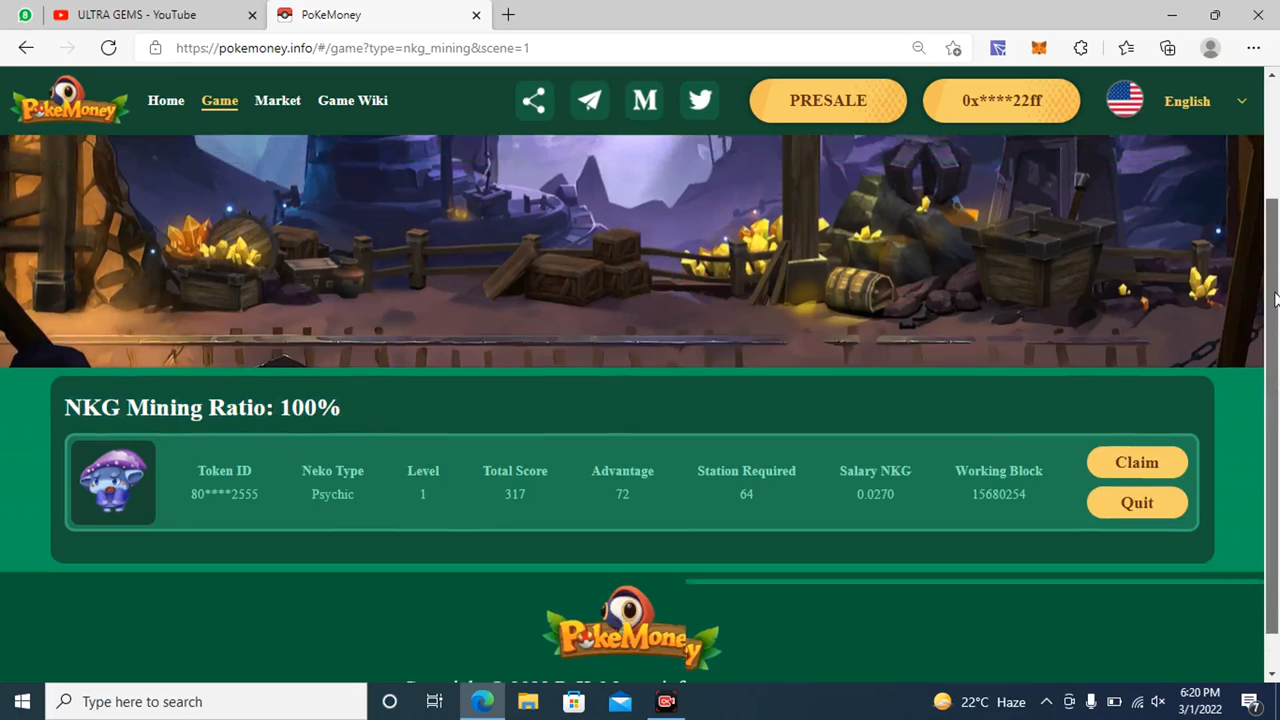 8 ULTRA GEMS - YouTube PoKeMoney
https://pokemoney.info/#/game?type=nkg_mining&scene=1
PokeMoney Home Game Market Game Wiki PRESALE 0x****22ff English
NKG Mining Ratio: 100%
Token ID Neko Type Level Total Score Advantage Station Required Salary NKG Working Block Claim
80****2555 Psychic 1 317 72 64 0.0270 15680254 Quit
PokeMoney
Type here to search 22°C Haze 6:20 PM
3/1/2022 7